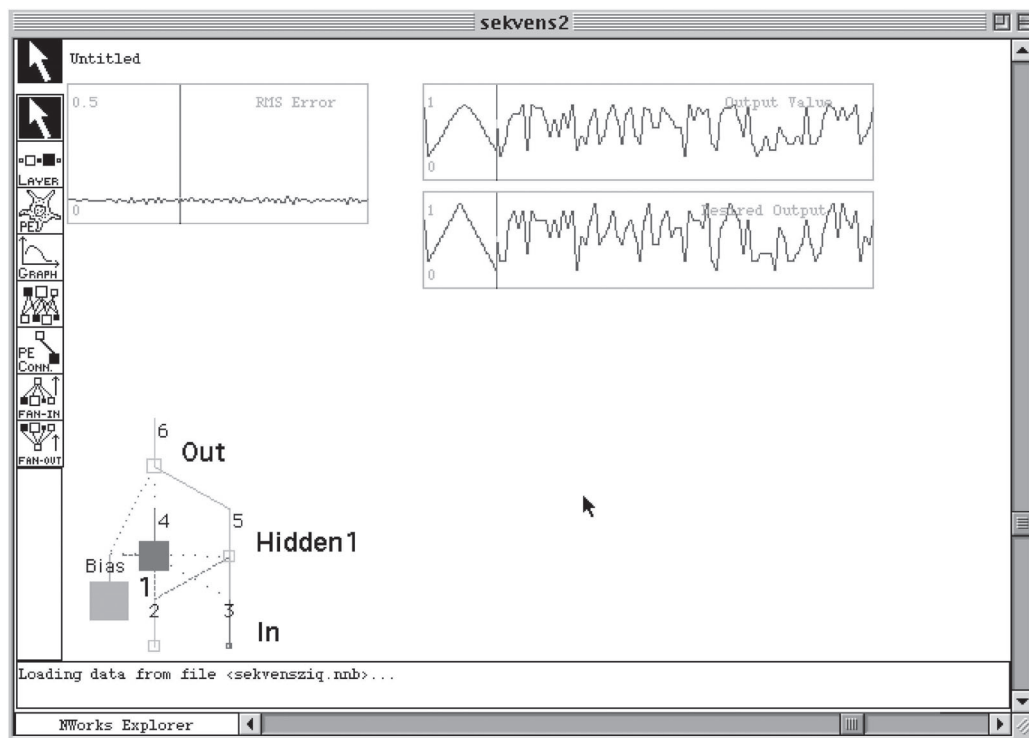 sekvens2
Untitled
LAYER
PE
GRAPH
PE
CONN.
FAN-IN
FAN-OUT
0.5 RMS Error
0
1 Output Value
0
1 Desired Output
0
6
Out
4 5
Hidden1
Bias
1
2 3
In
Loading data from file <sekvensziq.nnb>...
NWorks Explorer